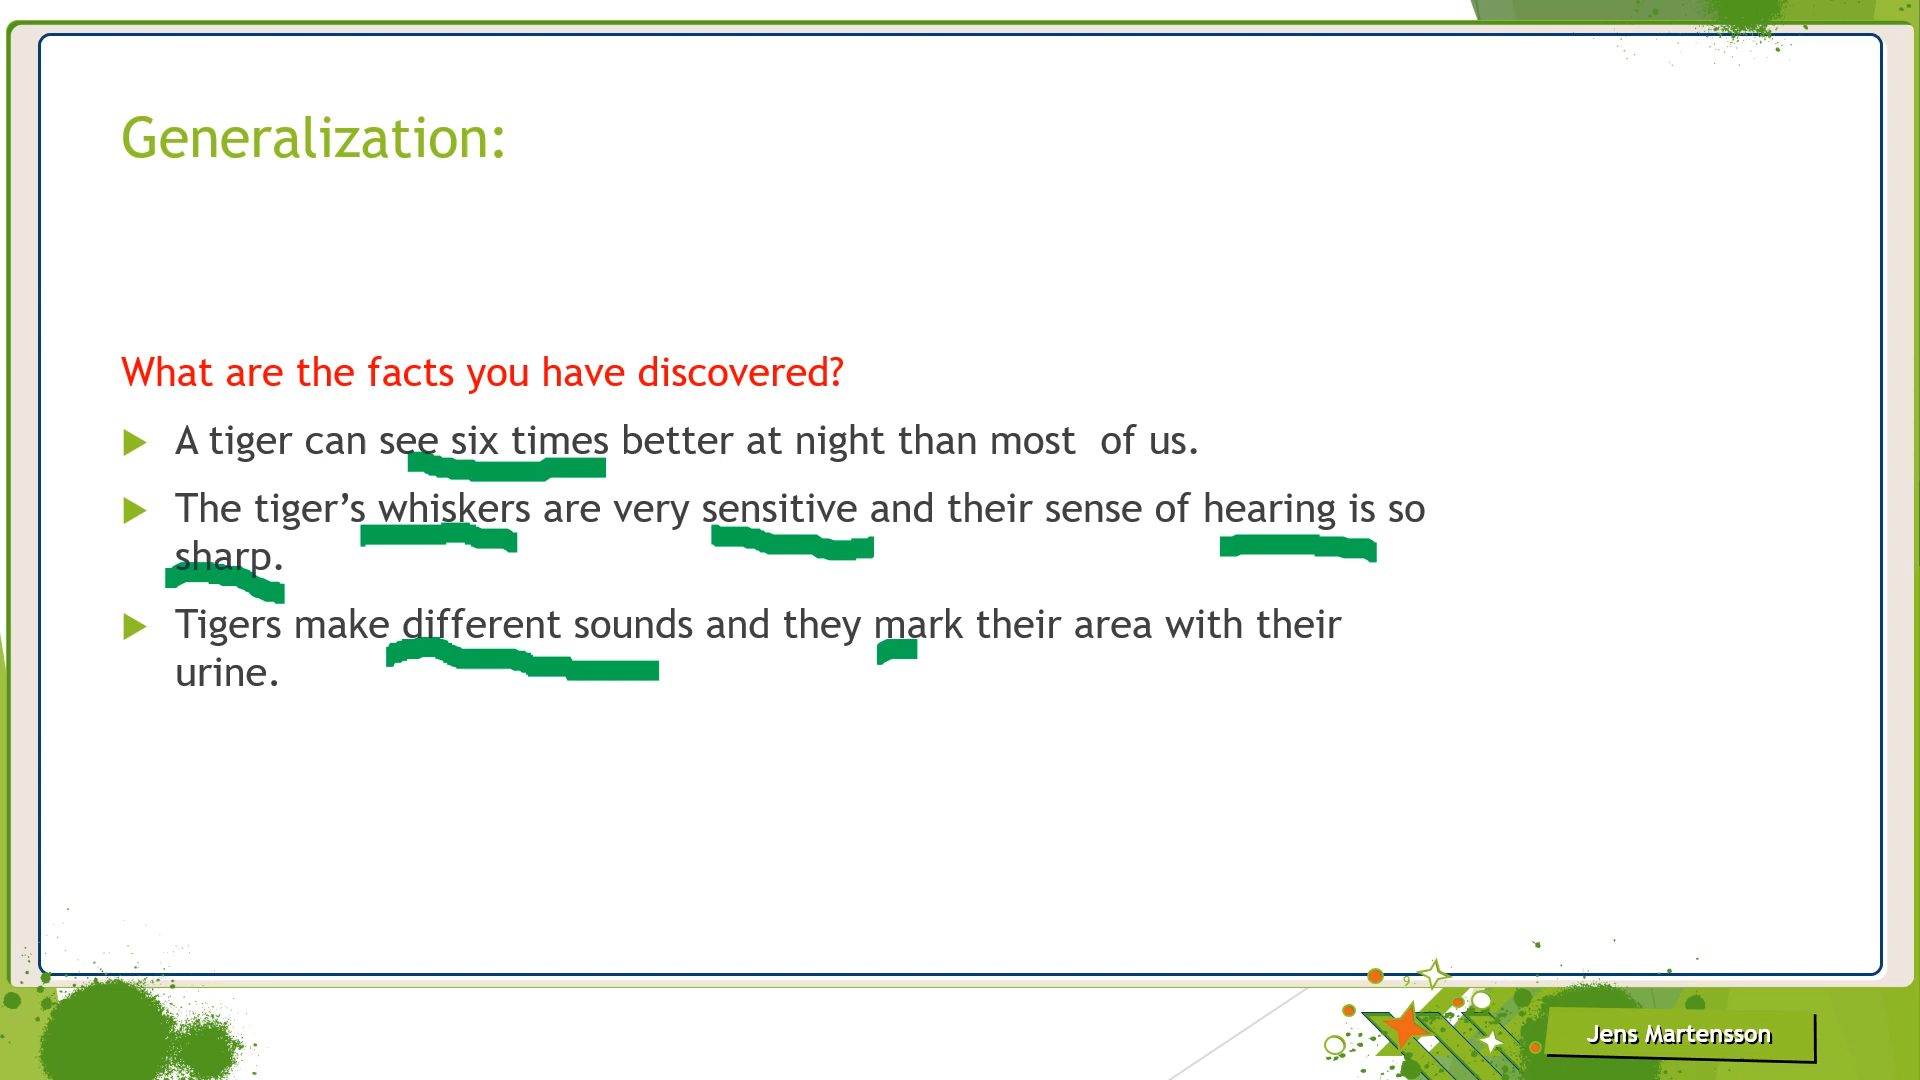 Generalization:
What are the facts you have discovered?
A tiger can see six times better at night than most  of us.
The tiger’s whiskers are very sensitive and their sense of hearing is so
sharp.
Tigers make different sounds and they mark their area with their
urine.
9
Jens Martensson